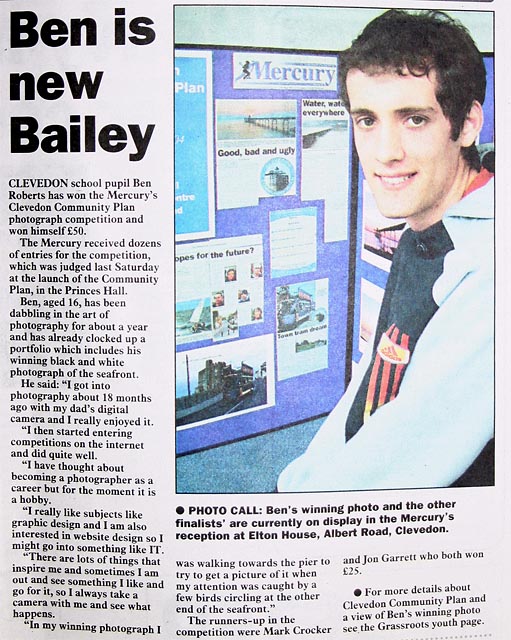 Ben is
new
Bailey
CLEVEDON school pupil Ben
Roberts has won the Mercury's
Clevedon Community Plan
photograph competition and
won himself £50.
The Mercury received dozens
of entries for the competition,
which was judged last Saturday
at the launch of the Community
Plan, in the Princes Hall.
Ben, aged 16, has been
dabbling in the art of
photography for about a year
and has already clocked up a
portfolio which includes his
winning black and white
photograph of the seafront.
He said: “I got into
photography about 18 months
ago with my dad's digital
camera and I really enjoyed it.
“I then started entering
competitions on the internet
and did quite well.
“I have thought about
becoming a photographer as a
career but for the moment it is
a hobby.
“I really like subjects like
graphic design and I am also
interested in website design so I
might go into something like IT.
“There are lots of things that
inspire me and sometimes I am
out and see something I like and
go for it, so I always take a
camera with me and see what
happens.
“In my winning photograph I
Plan
Mercury
Water, wat
everywhere
Good, bad and ugly
opes for the future?
Town tram dream
● PHOTO CALL: Ben's winning photo and the other
finalists' are currently on display in the Mercury's
reception at Elton House, Albert Road, Clevedon.
was walking towards the pier to
try to get a picture of it when
my attention was caught by a
few birds circling at the other
end of the seafront.”
The runners-up in the
competition were Mark Crocker
and Jon Garrett who both won
£25.
● For more details about
Clevedon Community Plan and
a view of Ben's winning photo
see the Grassroots youth page.